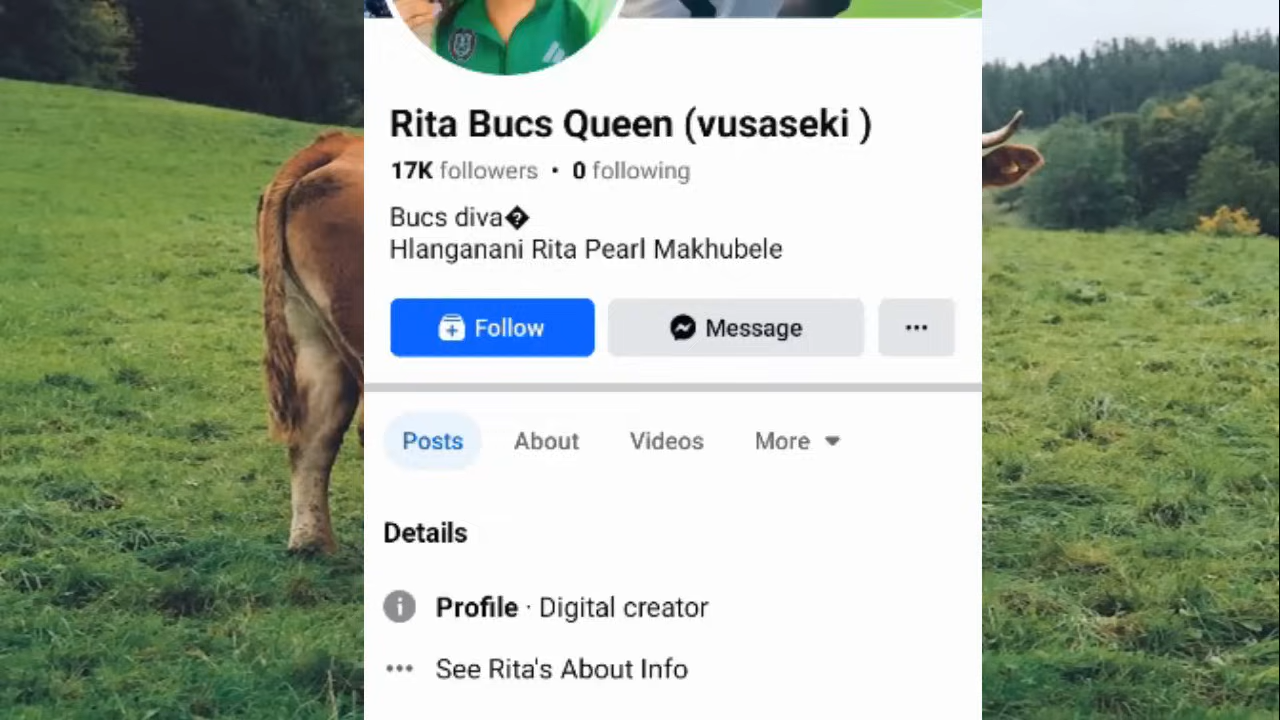 Rita Bucs Queen (vusaseki )
17K followers • 0 following
Bucs diva�
Hlanganani Rita Pearl Makhubele
Follow
Message
Posts
About
Videos
More
Details
Profile · Digital creator
See Rita's About Info